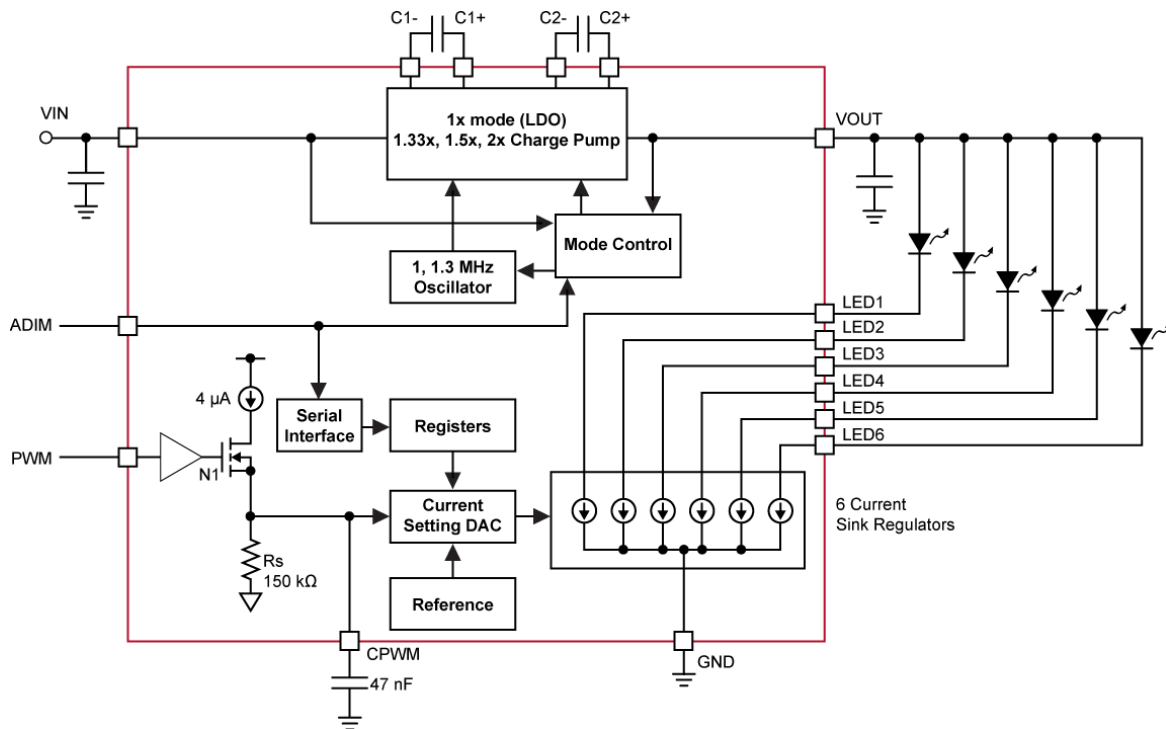 C1-
C1+
C2-
C2+
VIN
1x mode (LDO)
1.33x, 1.5x, 2x Charge Pump
VOUT
Mode Control
1, 1.3 MHz
Oscillator
ADIM
LED1
LED2
LED3
LED4
LED5
LED6
4 µA
Serial
Interface
Registers
PWM
N1
Current
Setting DAC
6 Current
Sink Regulators
Rs
150 kΩ
Reference
CPWM
GND
47 nF